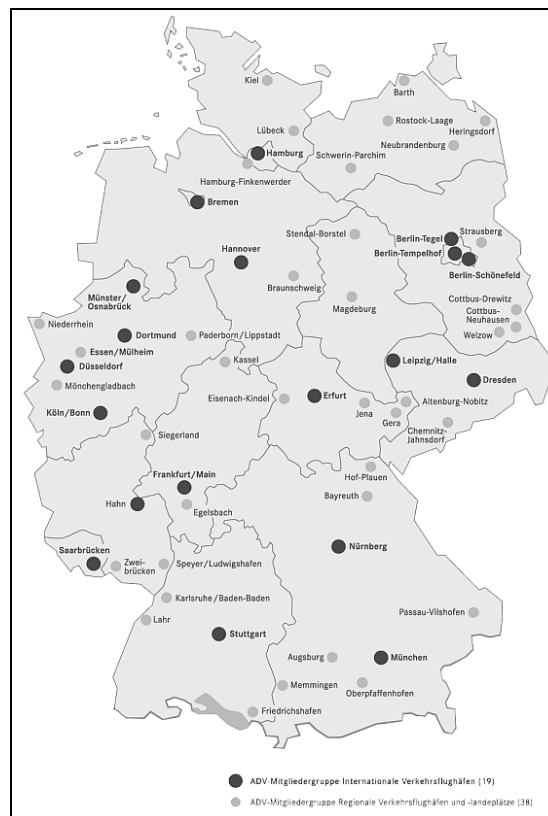 Kiel
Barth
Lübeck
Rostock-Laage
Heringsdorf
Neubrandenburg
Hamburg
Schwerin-Parchim
Hamburg-Finkenwerder
Bremen
Stendal-Borstel
Berlin-Tegel
Strausberg
Hannover
Berlin-Tempelhof
Berlin-Schönefeld
Münster/
Osnabrück
Braunschweig
Magdeburg
Cottbus-Drewitz
Cottbus-
Neuhausen
Niederrhein
Dortmund
Paderborn/Lippstadt
Welzow
Essen/Mülheim
Kassel
Leipzig/Halle
Düsseldorf
Dresden
Mönchengladbach
Eisenach-Kindel
Erfurt
Altenburg-Nobitz
Jena
Gera
Köln/Bonn
Chemnitz-
Jahnsdorf
Siegerland
Hof-Plauen
Frankfurt/Main
Bayreuth
Hahn
Egelsbach
Saarbrücken
Nürnberg
Zwei-
brücken
Speyer/Ludwigshafen
Karlsruhe/Baden-Baden
Passau-Vilshofen
Lahr
Stuttgart
Augsburg
München
Memmingen
Oberpfaffenhofen
Friedrichshafen
ADV-Mitgliedergruppe Internationale Verkehrsflughäfen (19)
ADV-Mitgliedergruppe Regionale Verkehrsflughäfen und -landeplätze (38)